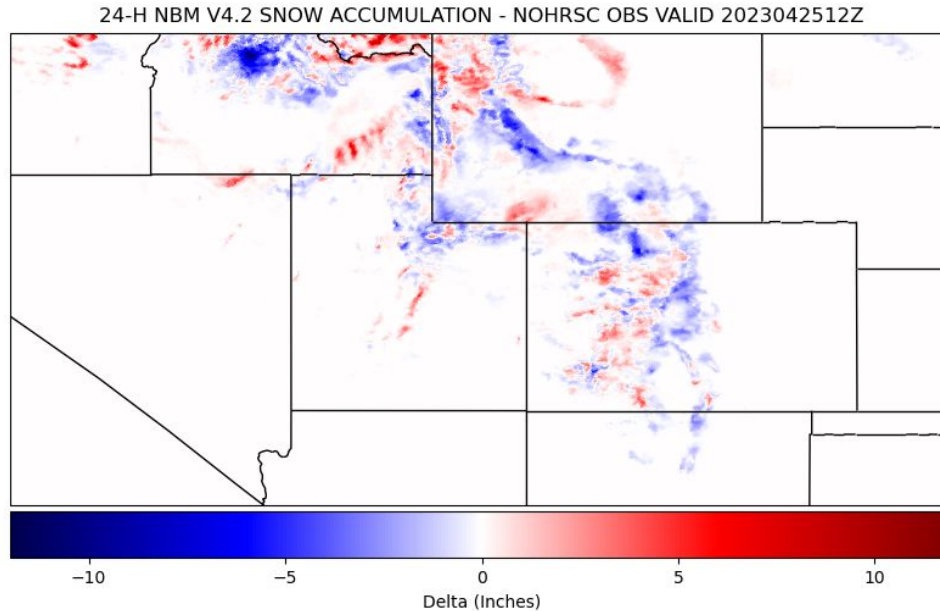 24-H NBM V4.2 SNOW ACCUMULATION - NOHRSC OBS VALID 2023042512Z
−10 −5 0 5 10
Delta (Inches)